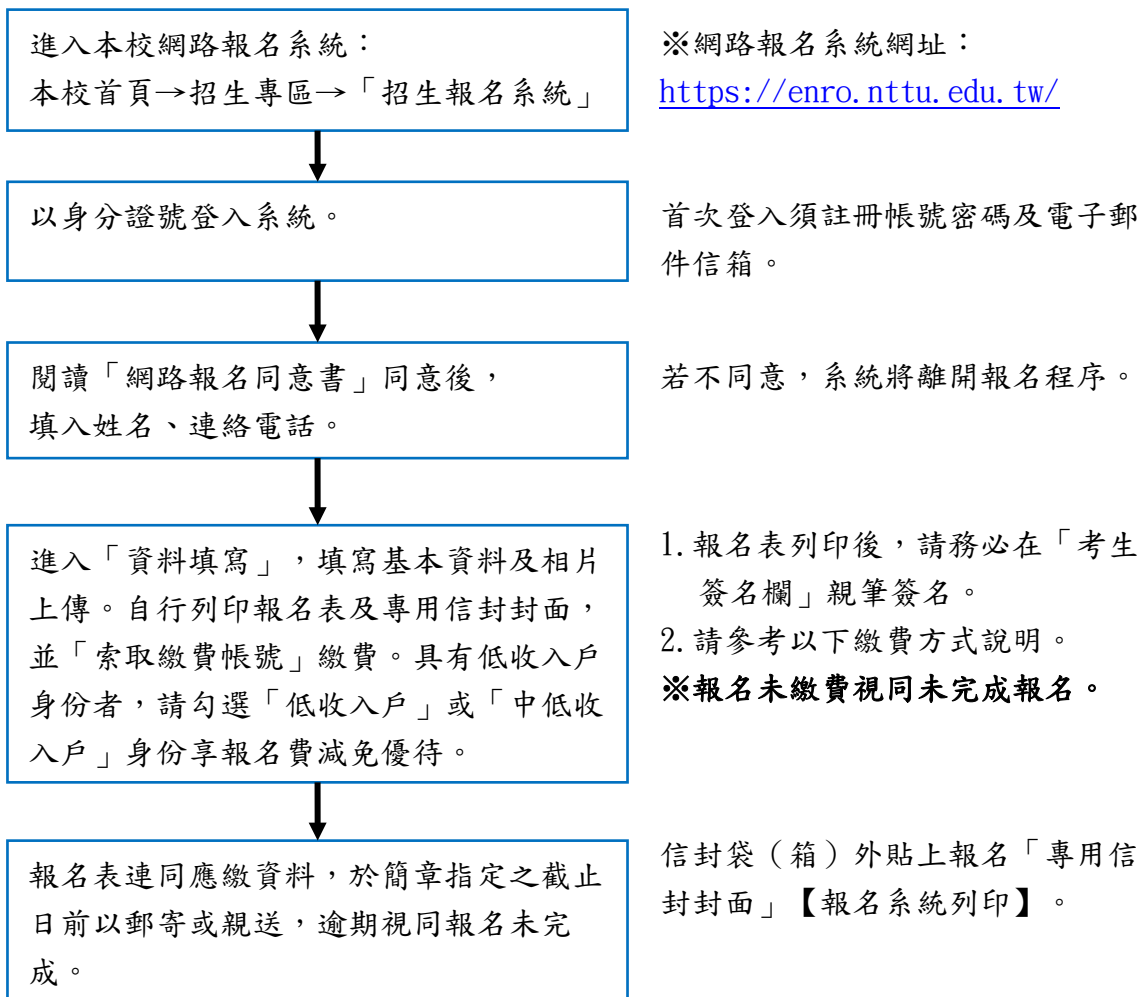 進入本校網路報名系統：
本校首頁→招生專區→「招生報名系統」
※網路報名系統網址：
https://enro.nttu.edu.tw/
以身分證號登入系統。
首次登入須註冊帳號密碼及電子郵
件信箱。
閱讀「網路報名同意書」同意後，
填入姓名、連絡電話。
若不同意，系統將離開報名程序。
進入「資料填寫」，填寫基本資料及相片
上傳。自行列印報名表及專用信封封面，
並「索取繳費帳號」繳費。具有低收入戶
身份者，請勾選「低收入戶」或「中低收
入戶」身份享報名費減免優待。
1.報名表列印後，請務必在「考生
簽名欄」親筆簽名。
2.請參考以下繳費方式說明。
※報名未繳費視同未完成報名。
報名表連同應繳資料，於簡章指定之截止
日前以郵寄或親送，逾期視同報名未完
成。
信封袋（箱）外貼上報名「專用信
封封面」【報名系統列印】。